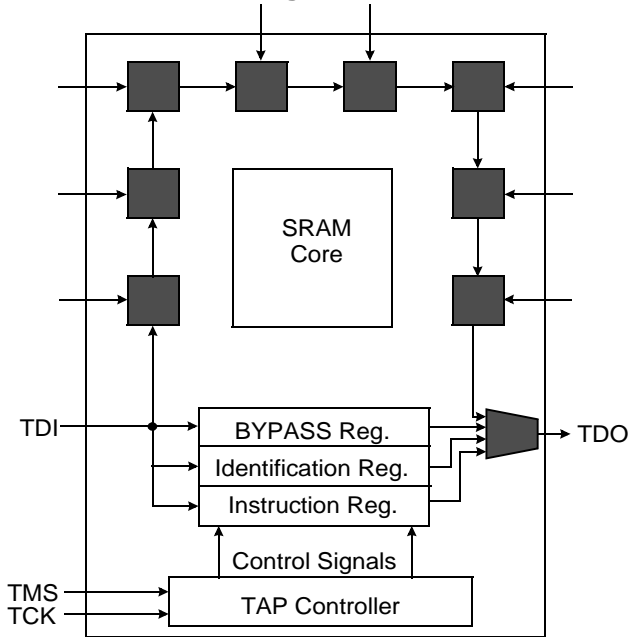 SRAM
Core
TDI
BYPASS Reg.
TDO
Identification Reg.
Instruction Reg.
Control Signals
TMS
TCK
TAP Controller